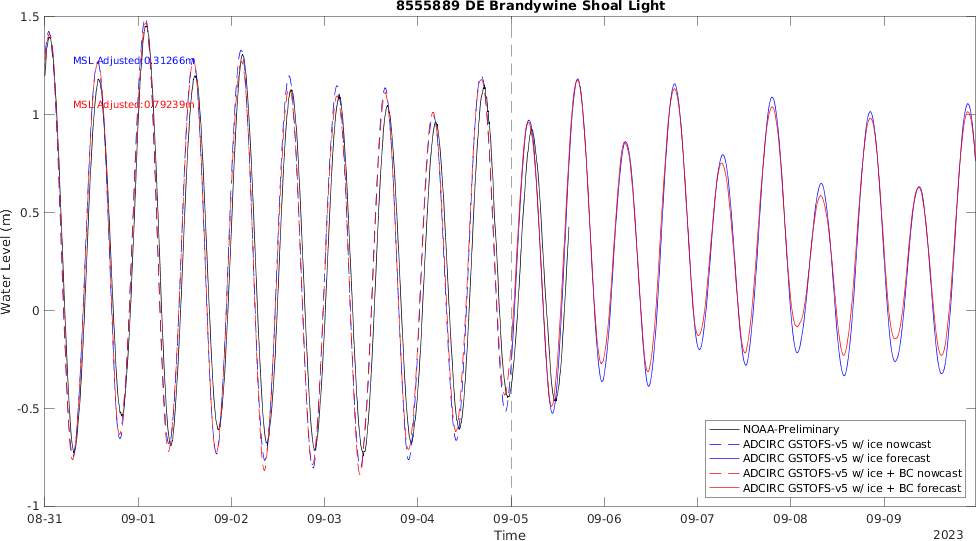 8555889 DE Brandywine Shoal Light
1.5
MSL Adjusted:0.31266m
MSL Adjusted:0.79239m
1
0.5
0
-0.5
-1
Water Level (m)
NOAA-Preliminary
ADCIRC GSTOFS-v5 w/ ice nowcast
ADCIRC GSTOFS-v5 w/ ice forecast
ADCIRC GSTOFS-v5 w/ ice + BC nowcast
ADCIRC GSTOFS-v5 w/ ice + BC forecast
08-31 09-01 09-02 09-03 09-04 09-05 09-06 09-07 09-08 09-09
Time
2023